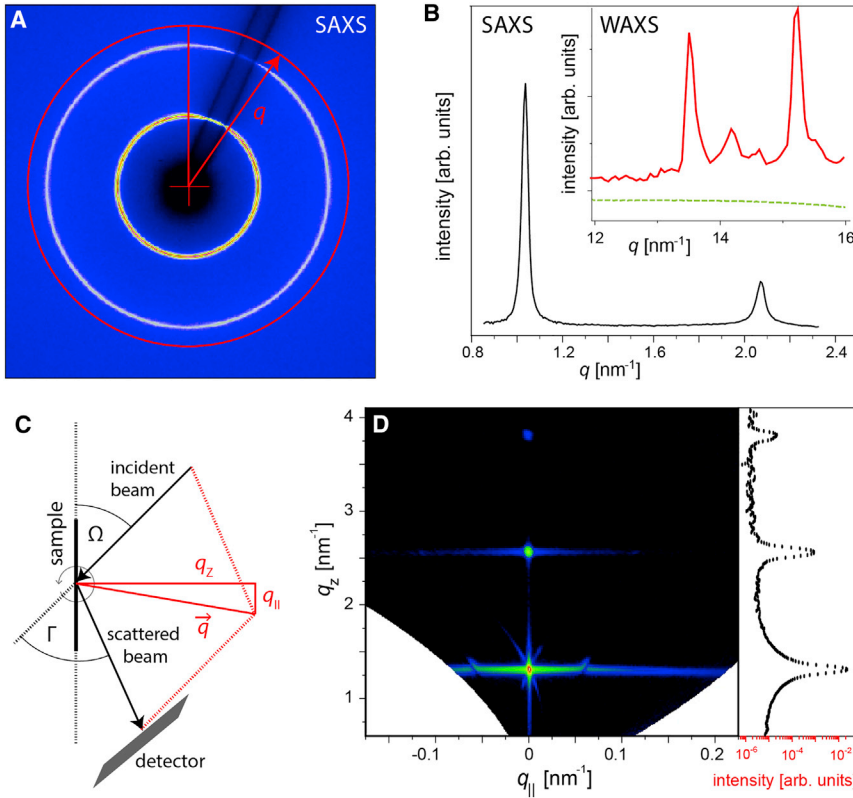 A
SAXS
q
B
SAXS
WAXS
intensity [arb. units]
intensity [arb. units]
12
14
16
q [nm⁻¹]
0.8
1.2
1.6
2.0
2.4
q [nm⁻¹]
C
incident
beam
sample
Ω
q_z
q_||
q⃗
Γ
scattered
beam
detector
D
4
3
2
1
q_z [nm⁻¹]
-0.1
0
0.1
0.2
q_|| [nm⁻¹]
10⁻⁶
10⁻⁴
10⁻²
intensity [arb. units]